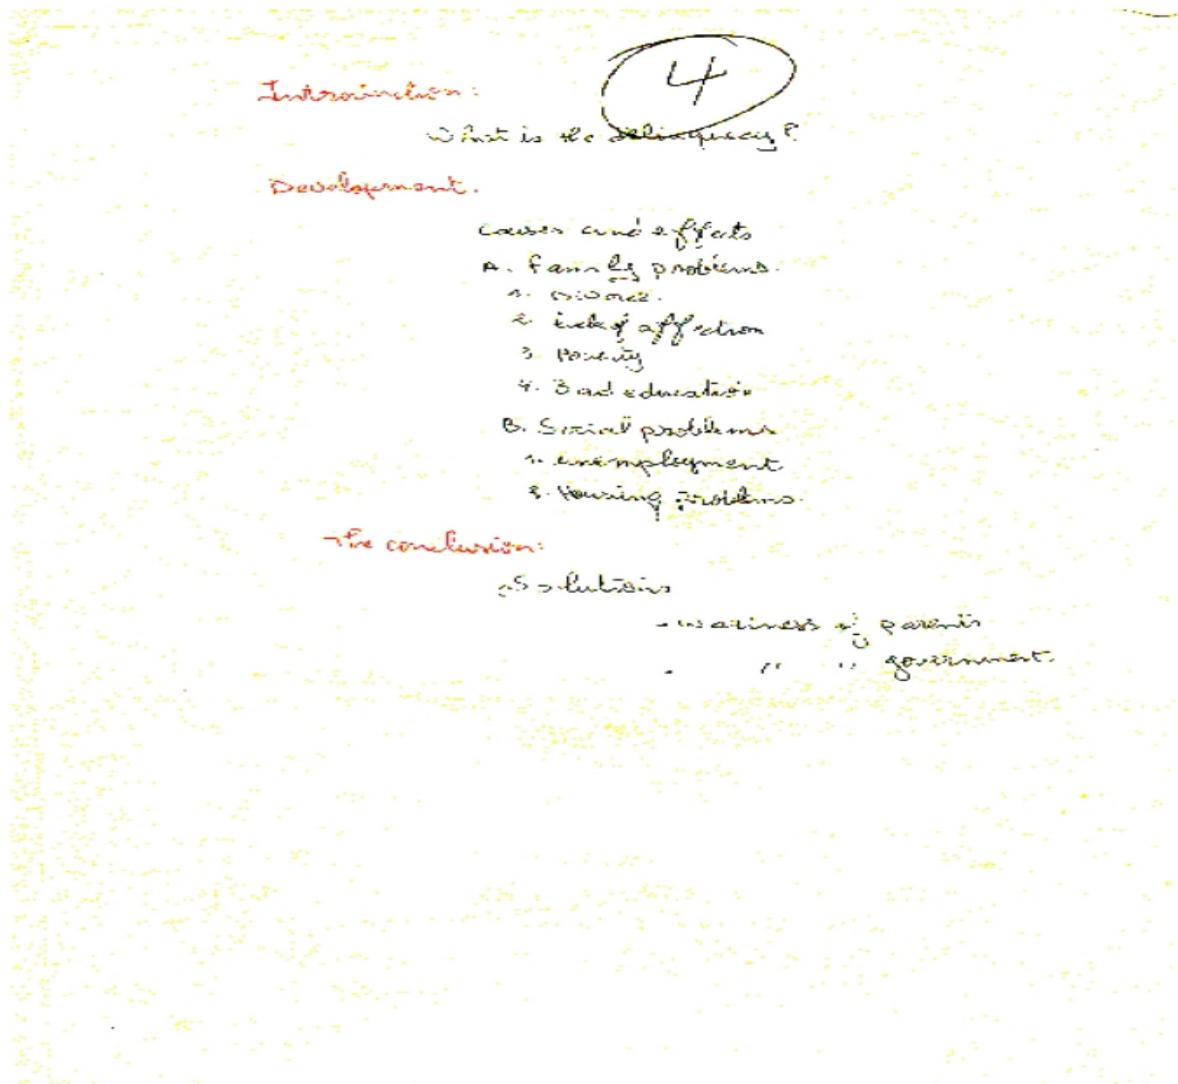 4
Introduction:
What is the delinquency?
Development.
Causes and effects
A. Family problems.
1. Divorce.
2. Lack of affection
3. Poverty
4. Bad education
B. Social problems
1. unemployment
2. Housing problems.
The conclusion:
Solutions
- wariness of parents
- " " government.